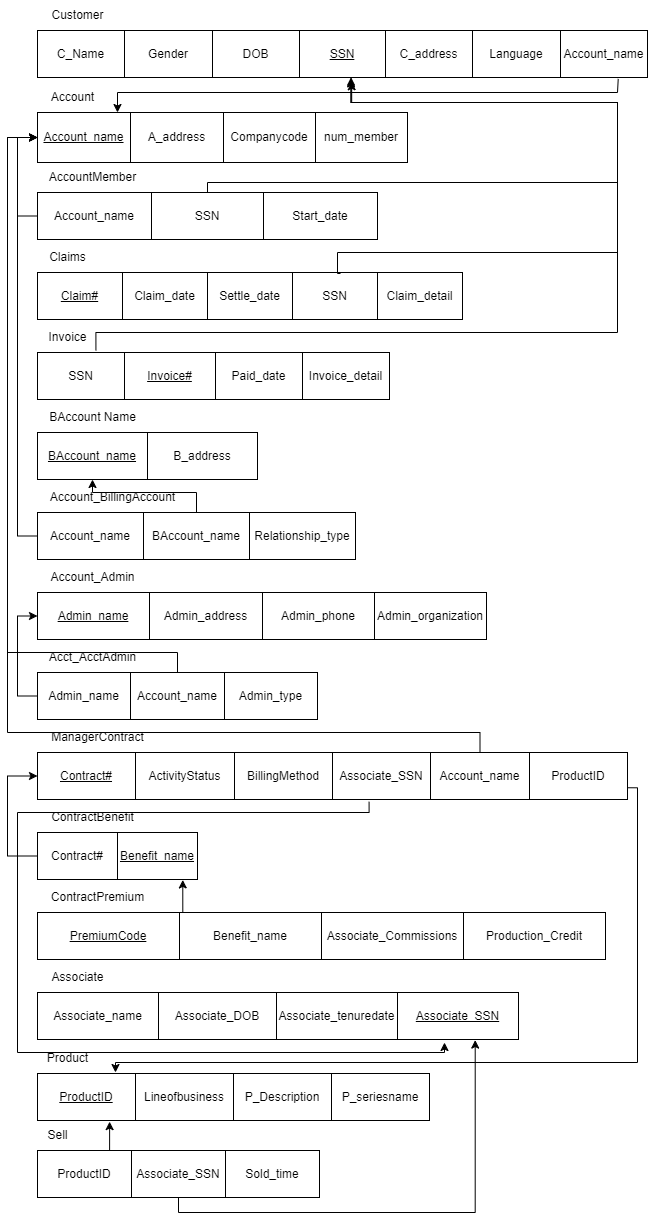 Customer
C_Name Gender DOB SSN C_address Language Account_name
Account
Account_name A_address Companycode num_member
AccountMember
Account_name SSN Start_date
Claims
Claim# Claim_date Settle_date SSN Claim_detail
Invoice
SSN Invoice# Paid_date Invoice_detail
BAccount Name
BAccount_name B_address
Account_BillingAccount
Account_name BAccount_name Relationship_type
Account_Admin
Admin_name Admin_address Admin_phone Admin_organization
Acct_AcctAdmin
Admin_name Account_name Admin_type
ManagerContract
Contract# ActivityStatus BillingMethod Associate_SSN Account_name ProductID
ContractBenefit
Contract# Benefit_name
ContractPremium
PremiumCode Benefit_name Associate_Commissions Production_Credit
Associate
Associate_name Associate_DOB Associate_tenuredate Associate_SSN
Product
ProductID Lineofbusiness P_Description P_seriesname
Sell
ProductID Associate_SSN Sold_time